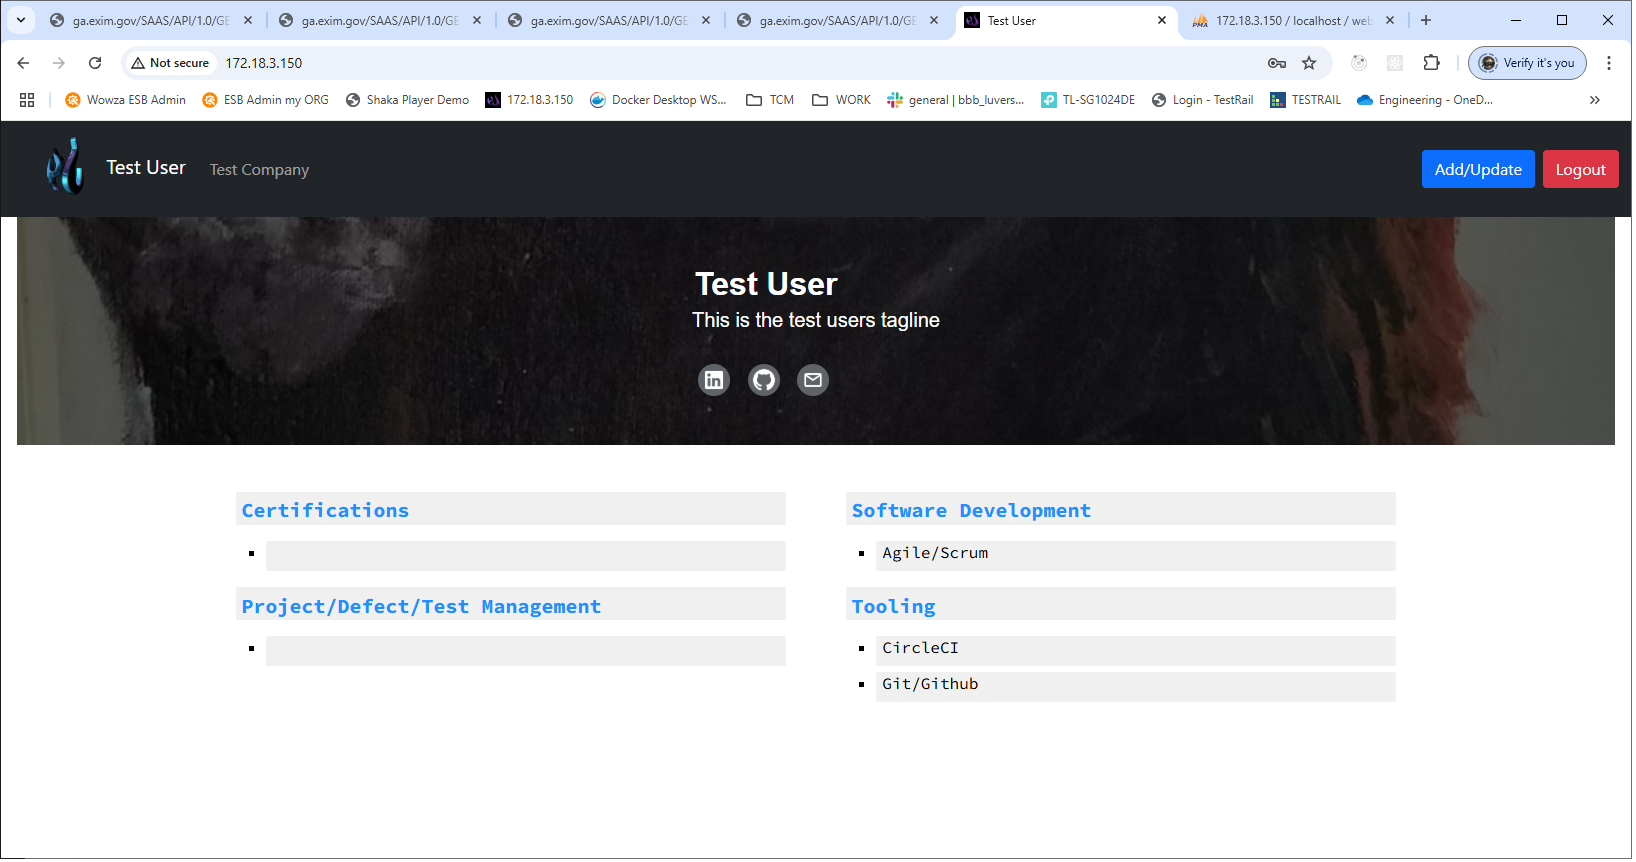 ga.exim.gov/SAAS/API/1.0/GE
ga.exim.gov/SAAS/API/1.0/GE
ga.exim.gov/SAAS/API/1.0/GE
ga.exim.gov/SAAS/API/1.0/GE
Test User
PMA
172.18.3.150 / localhost / web
Not secure
172.18.3.150
Verify it's you
Wowza ESB Admin
ESB Admin my ORG
Shaka Player Demo
172.18.3.150
Docker Desktop WS...
TCM
WORK
general | bbb_luvers...
TL-SG1024DE
Login - TestRail
TESTRAIL
Engineering - OneD...
Test User
Test Company
Add/Update
Logout
Test User
This is the test users tagline
in
Certifications
Project/Defect/Test Management
Software Development
Agile/Scrum
Tooling
CircleCI
Git/Github